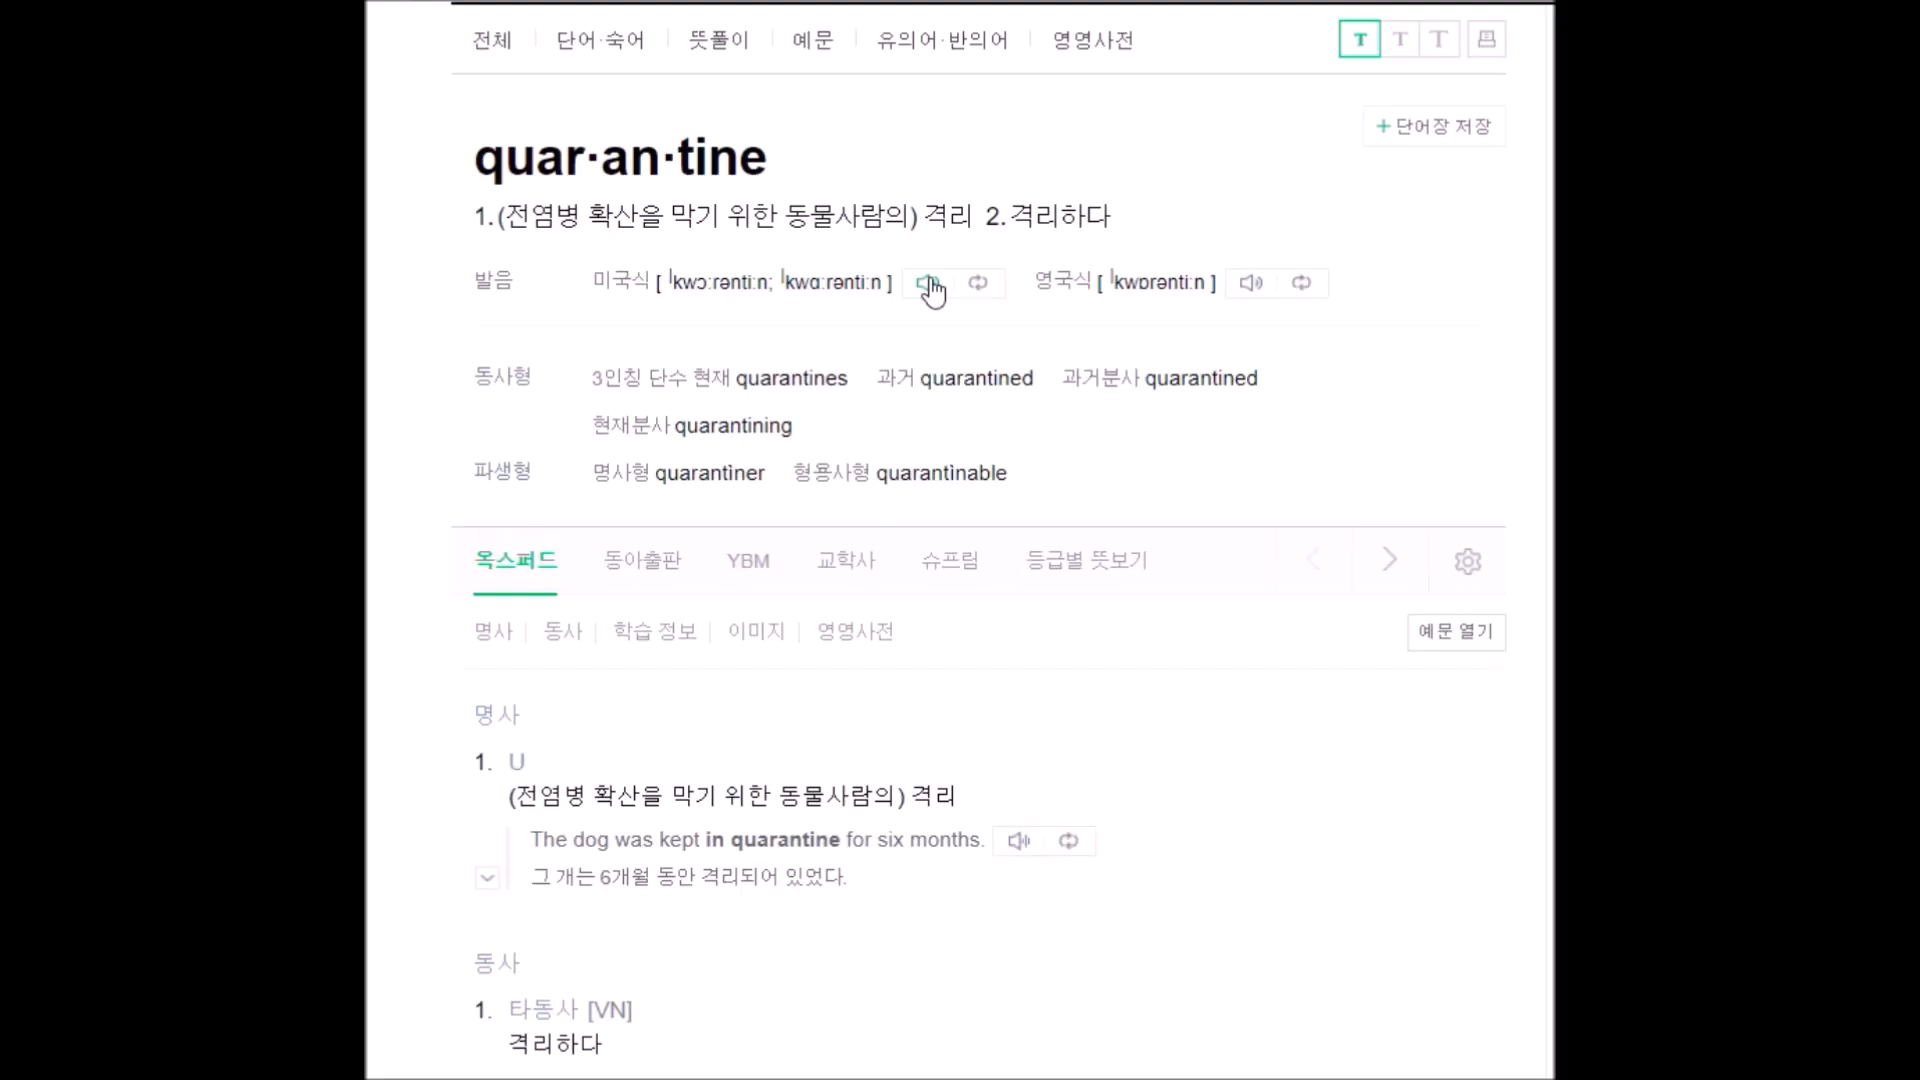 전체 단어·숙어 뜻풀이 예문 유의어·반의어 영영사전 T T T
+단어장 저장
quar·an·tine
1.(전염병 확산을 막기 위한 동물사람의) 격리 2.격리하다
발음 미국식 [ ˈkwɔːrəntiːn; ˈkwɑːrəntiːn ] 영국식 [ ˈkwɒrəntiːn ]
동사형 3인칭 단수 현재 quarantines 과거 quarantined 과거분사 quarantined
현재분사 quarantining
파생형 명사형 quarantìner 형용사형 quarantìnable
옥스퍼드 동아출판 YBM 교학사 슈프림 등급별 뜻보기
명사 동사 학습 정보 이미지 영영사전 예문 열기
명사
1. U
(전염병 확산을 막기 위한 동물사람의) 격리
The dog was kept in quarantine for six months.
그 개는 6개월 동안 격리되어 있었다.
동사
1. 타동사 [VN]
격리하다